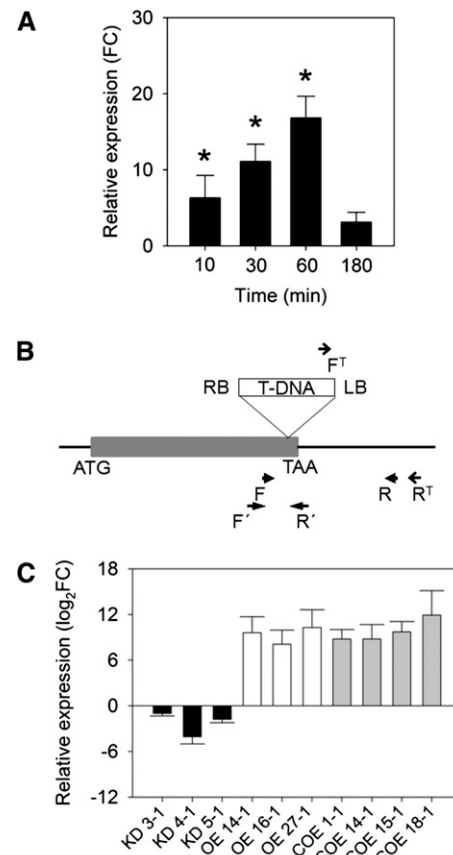 A
Relative expression (FC)
30
20
10
0
*
*
*
10 30 60 180
Time (min)
B
Fᵀ
RB T-DNA LB
ATG TAA
F R Rᵀ
F´ R´
C
Relative expression (log₂FC)
18
12
6
0
-6
-12
KD 3-1
KD 4-1
KD 5-1
OE 14-1
OE 16-1
OE 27-1
COE 1-1
COE 14-1
COE 15-1
COE 18-1